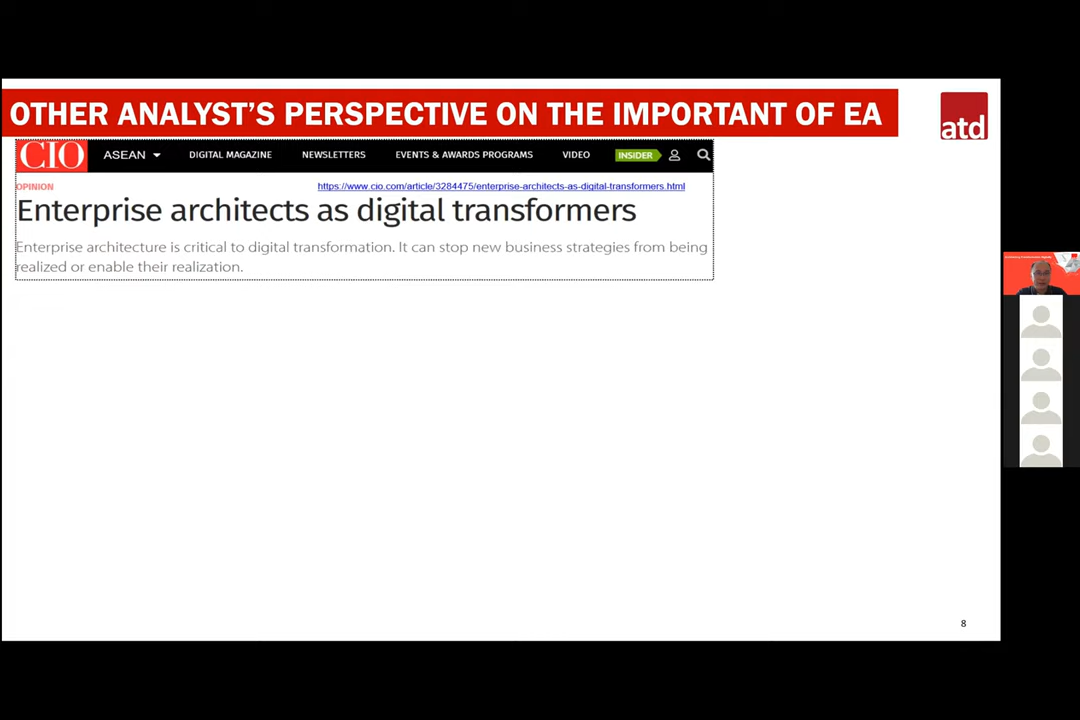 OTHER ANALYST'S PERSPECTIVE ON THE IMPORTANT OF EA
atd
CIO ASEAN DIGITAL MAGAZINE NEWSLETTERS EVENTS & AWARDS PROGRAMS VIDEO INSIDER
OPINION https://www.cio.com/article/3284475/enterprise-architects-as-digital-transformers.html
Enterprise architects as digital transformers
Enterprise architecture is critical to digital transformation. It can stop new business strategies from being
realized or enable their realization.
8